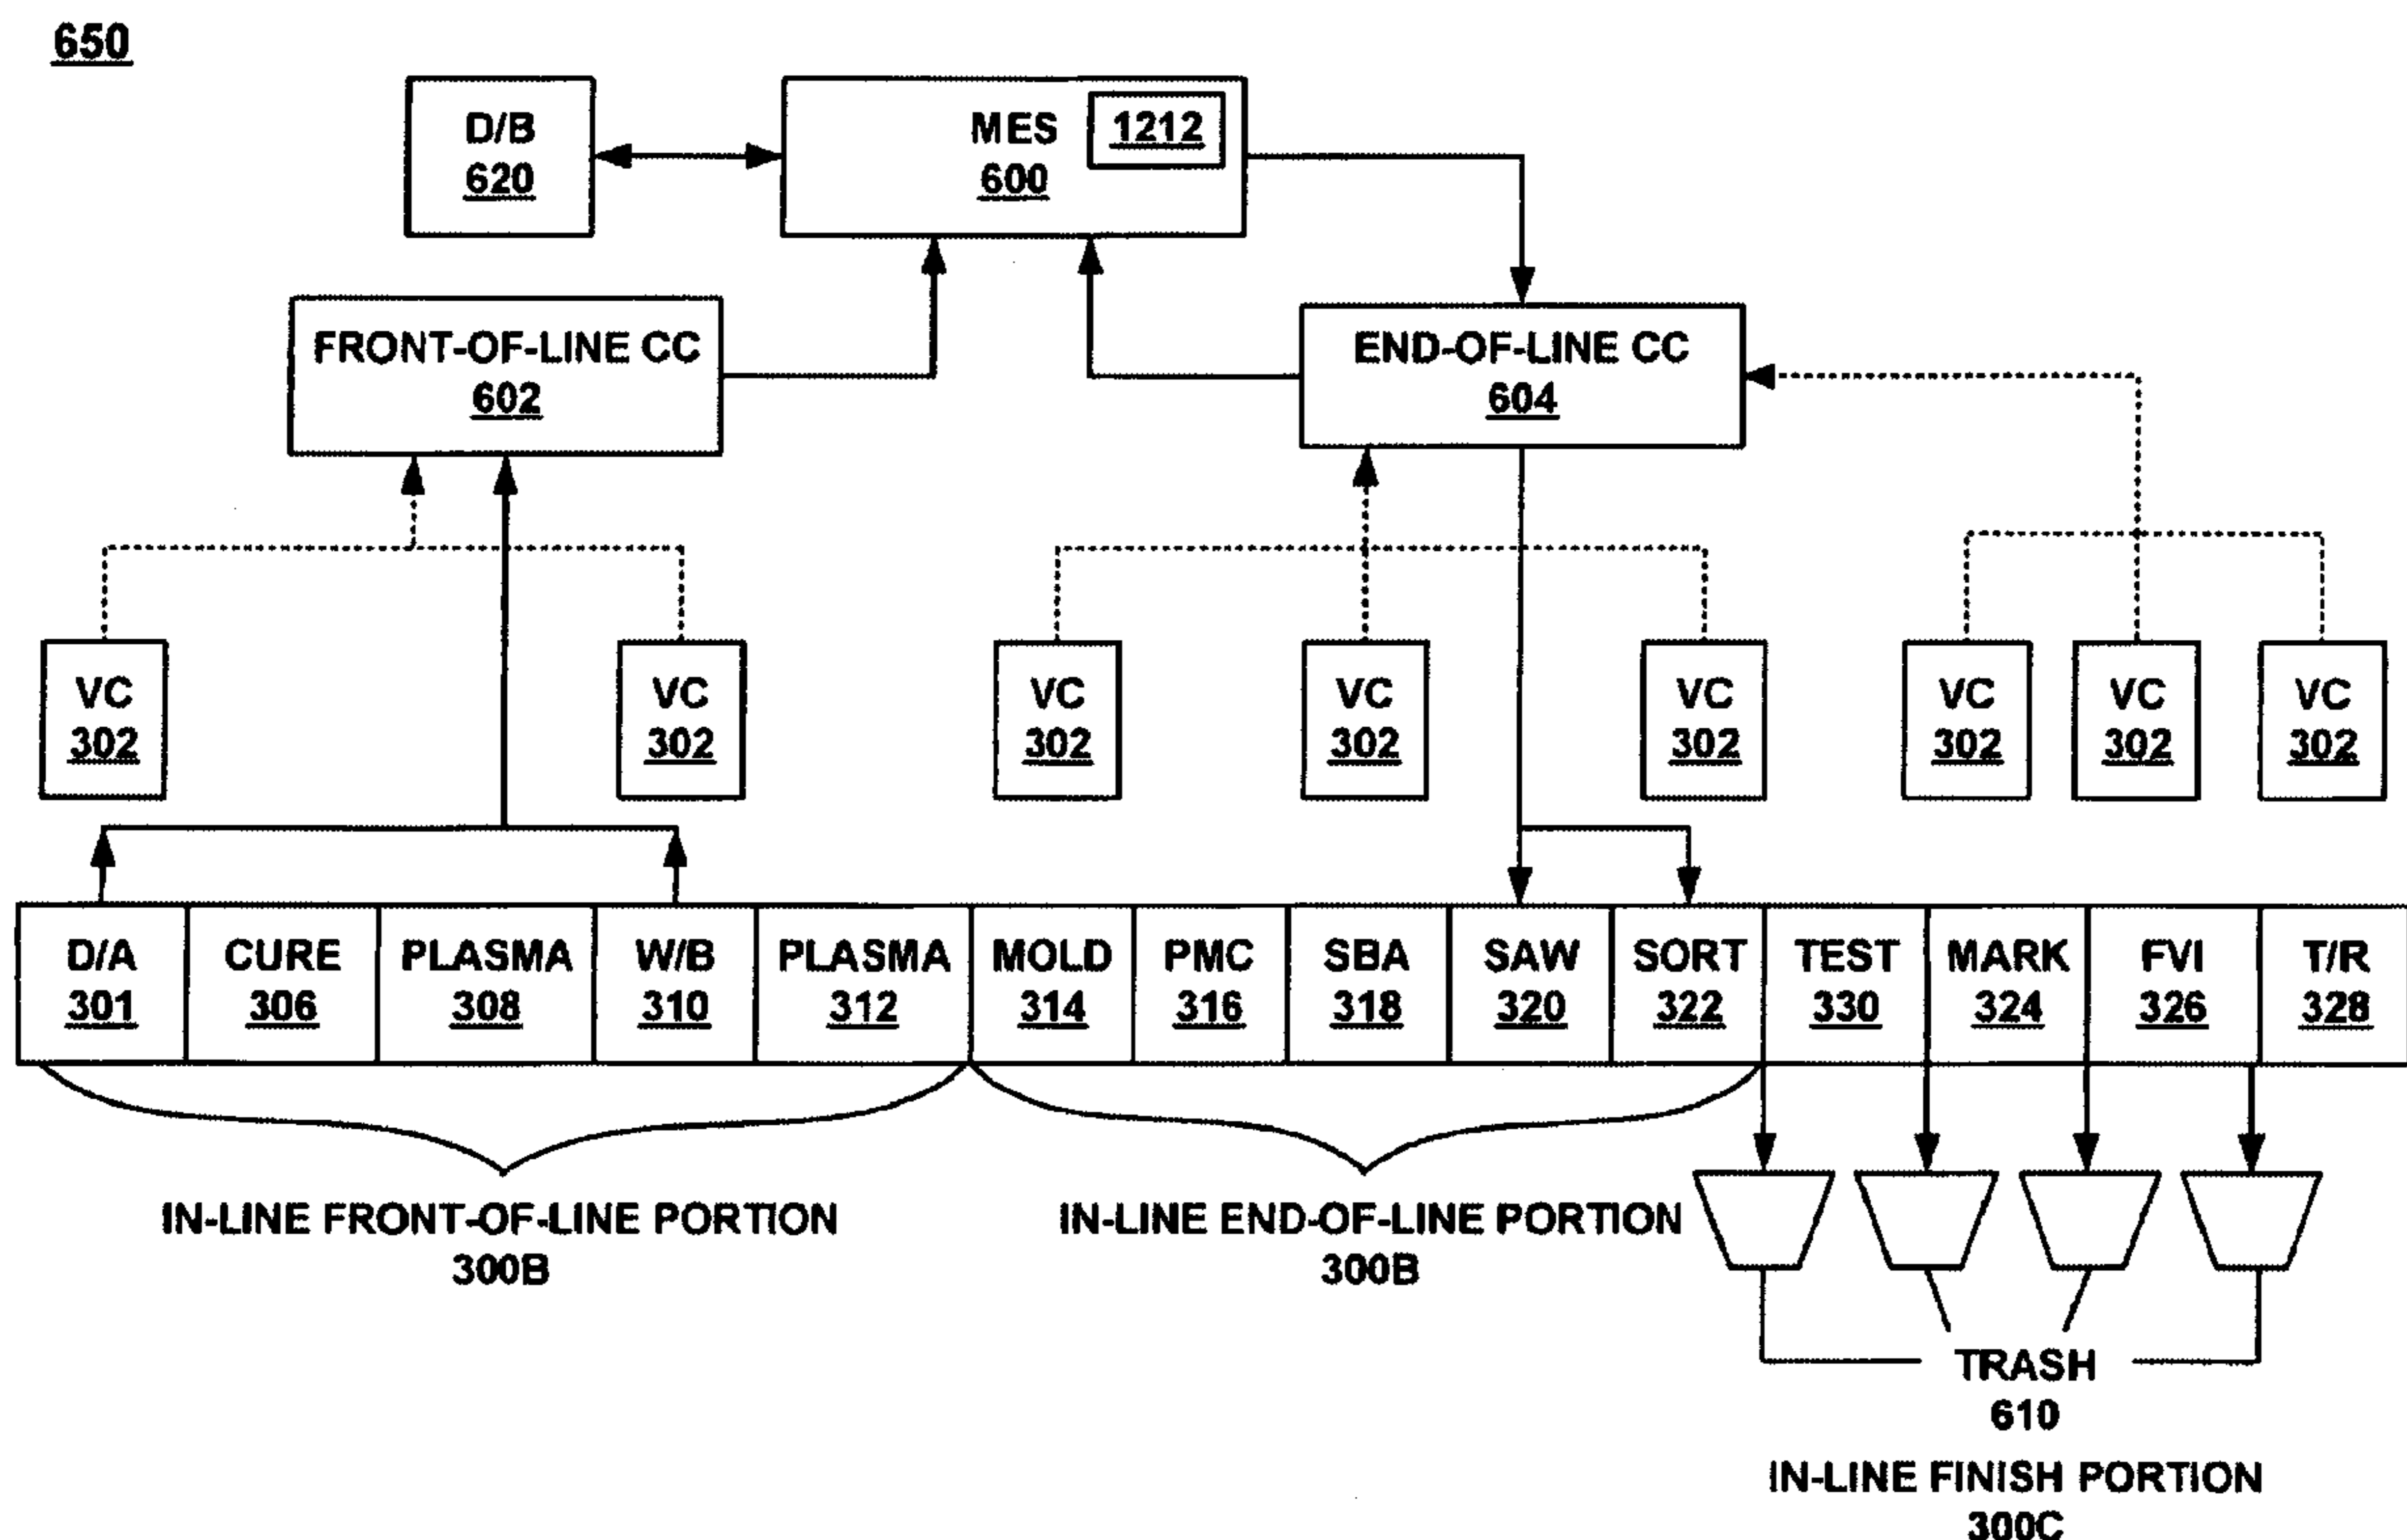 650
D/B
620
MES
600
1212
FRONT-OF-LINE CC
602
END-OF-LINE CC
604
VC
302
VC
302
VC
302
VC
302
VC
302
VC
302
VC
302
VC
302
D/A
301
CURE
306
PLASMA
308
W/B
310
PLASMA
312
MOLD
314
PMC
316
SBA
318
SAW
320
SORT
322
TEST
330
MARK
324
FVI
326
T/R
328
IN-LINE FRONT-OF-LINE PORTION
300B
IN-LINE END-OF-LINE PORTION
300B
TRASH
610
IN-LINE FINISH PORTION
300C